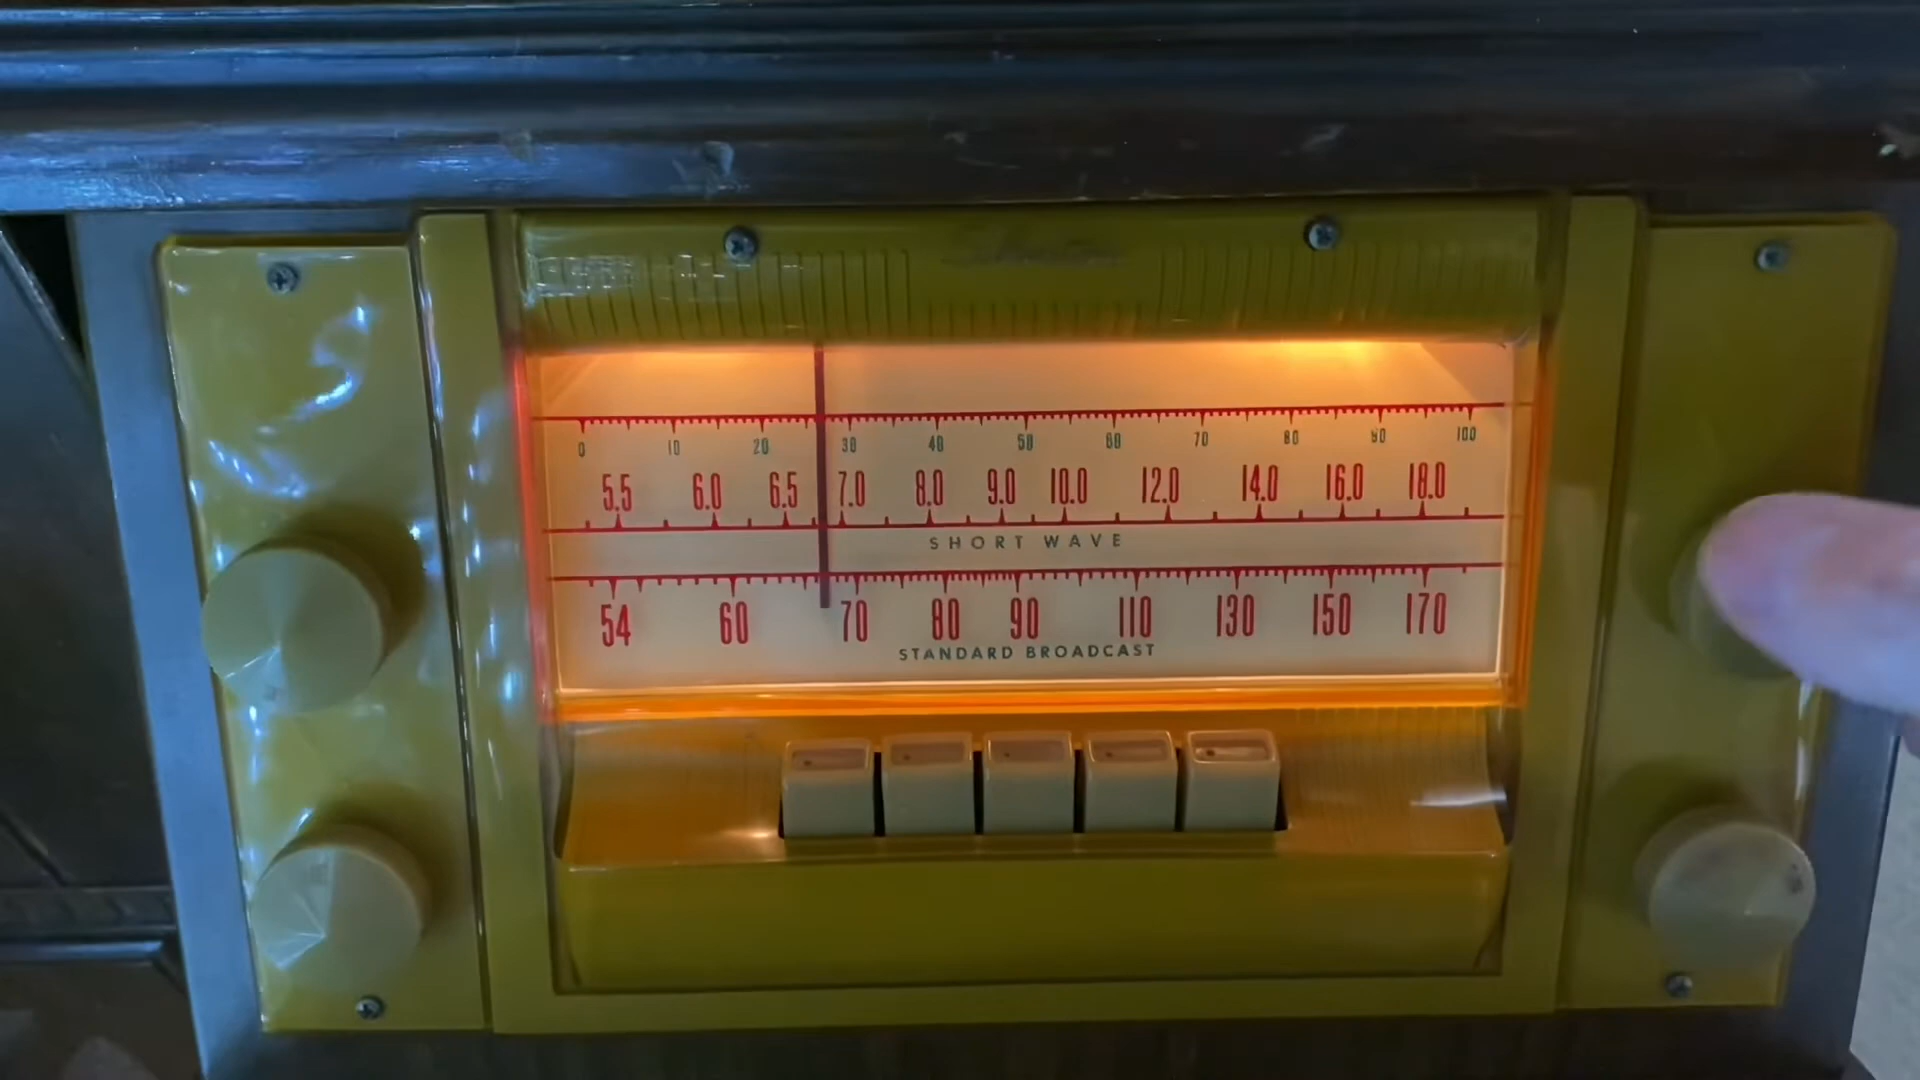 0 10 20 30 40 50 60 70 80 90 100
5.5 6.0 6.5 7.0 8.0 9.0 10.0 12.0 14.0 16.0 18.0
SHORT WAVE
54 60 70 80 90 110 130 150 170
STANDARD BROADCAST